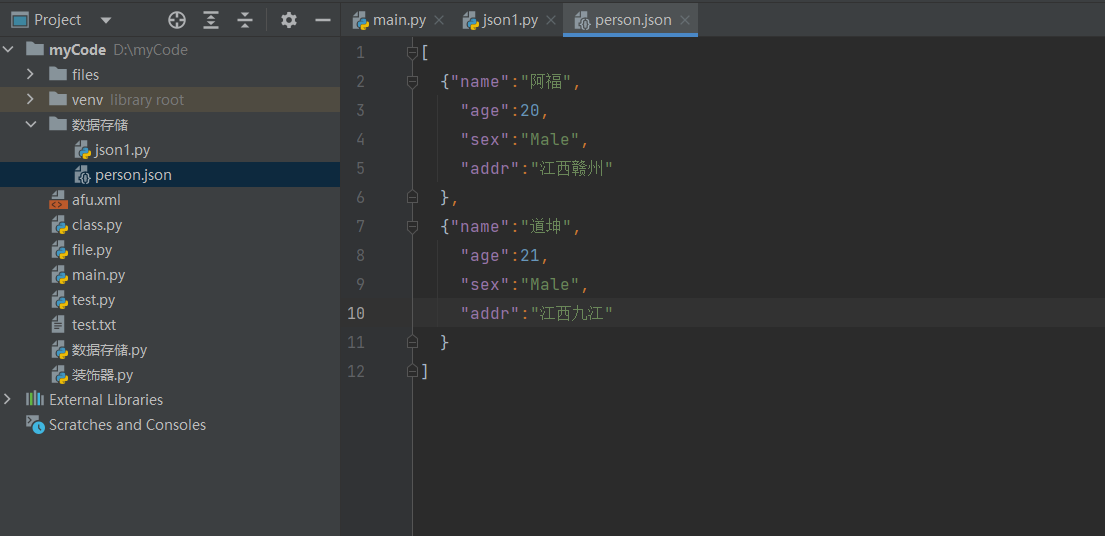 Project
main.py
json1.py
person.json
myCode D:\myCode
files
venv library root
数据存储
json1.py
person.json
afu.xml
class.py
file.py
main.py
test.py
test.txt
数据存储.py
装饰器.py
External Libraries
Scratches and Consoles
1 [
2 {"name":"阿福",
3 "age":20,
4 "sex":"Male",
5 "addr":"江西赣州"
6 },
7 {"name":"道坤",
8 "age":21,
9 "sex":"Male",
10 "addr":"江西九江"
11 }
12 ]